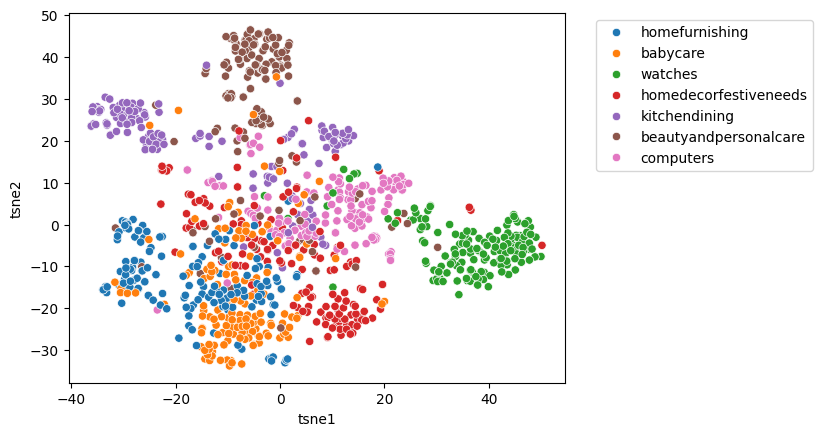 50
40
30
20
10
0
−10
−20
−30
−40
−20
0
20
40
tsne1
tsne2
homefurnishing
babycare
watches
homedecorfestiveneeds
kitchendining
beautyandpersonalcare
computers